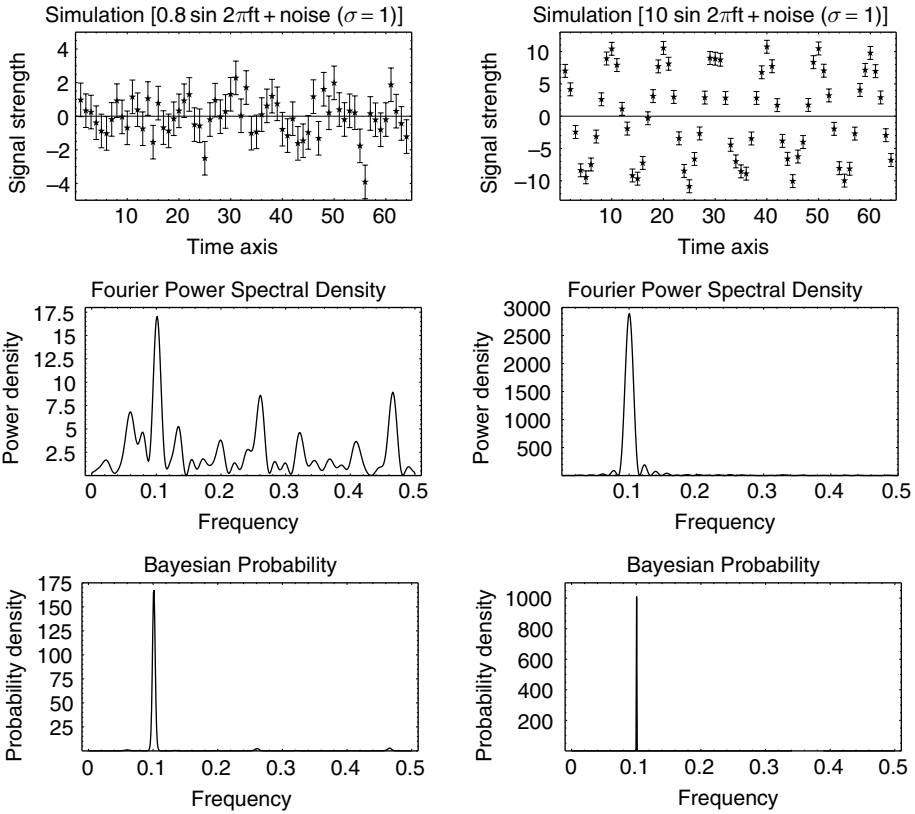 Simulation [0.8 sin 2πft + noise (σ = 1)]
Signal strength
4
2
0
−2
−4
10 20 30 40 50 60
Time axis
Simulation [10 sin 2πft + noise (σ = 1)]
Signal strength
10
5
0
−5
−10
10 20 30 40 50 60
Time axis
Fourier Power Spectral Density
Power density
17.5
15
12.5
10
7.5
5
2.5
0 0.1 0.2 0.3 0.4 0.5
Frequency
Fourier Power Spectral Density
Power density
3000
2500
2000
1500
1000
500
0.1 0.2 0.3 0.4 0.5
Frequency
Bayesian Probability
Probability density
175
150
125
100
75
50
25
0 0.1 0.2 0.3 0.4 0.5
Frequency
Bayesian Probability
Probability density
1000
800
600
400
200
0 0.1 0.2 0.3 0.4 0.5
Frequency